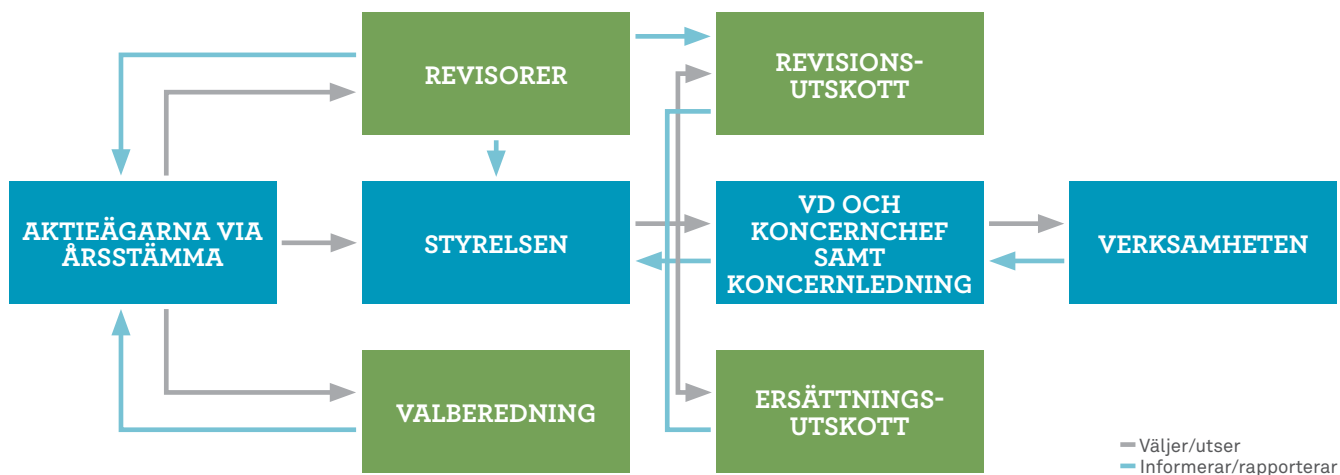 REVISORER
REVISIONS-
UTSKOTT
AKTIEÄGARNA VIA
ÅRSSTÄMMA
STYRELSEN
VD OCH
KONCERNCHEF
SAMT
KONCERNLEDNING
VERKSAMHETEN
VALBEREDNING
ERSÄTTNINGS-
UTSKOTT
Väljer/utser
Informerar/rapporterar